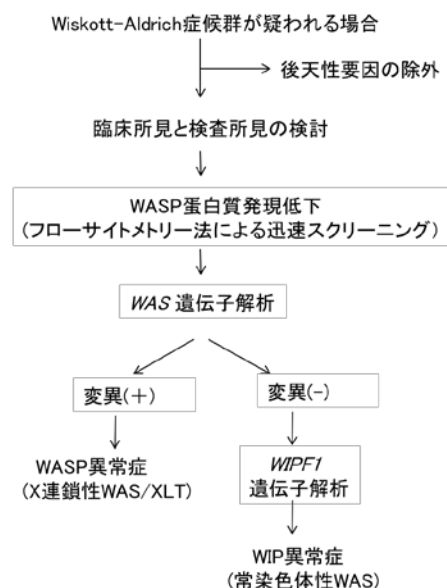 Wiskott-Aldrich症候群が疑われる場合
後天性要因の除外
臨床所見と検査所見の検討
WASP蛋白質発現低下
(フローサイトメトリー法による迅速スクリーニング)
WAS 遺伝子解析
変異(+)
変異(-)
WASP異常症
(X連鎖性WAS/XLT)
WIPF1
遺伝子解析
WIP異常症
(常染色体性WAS)